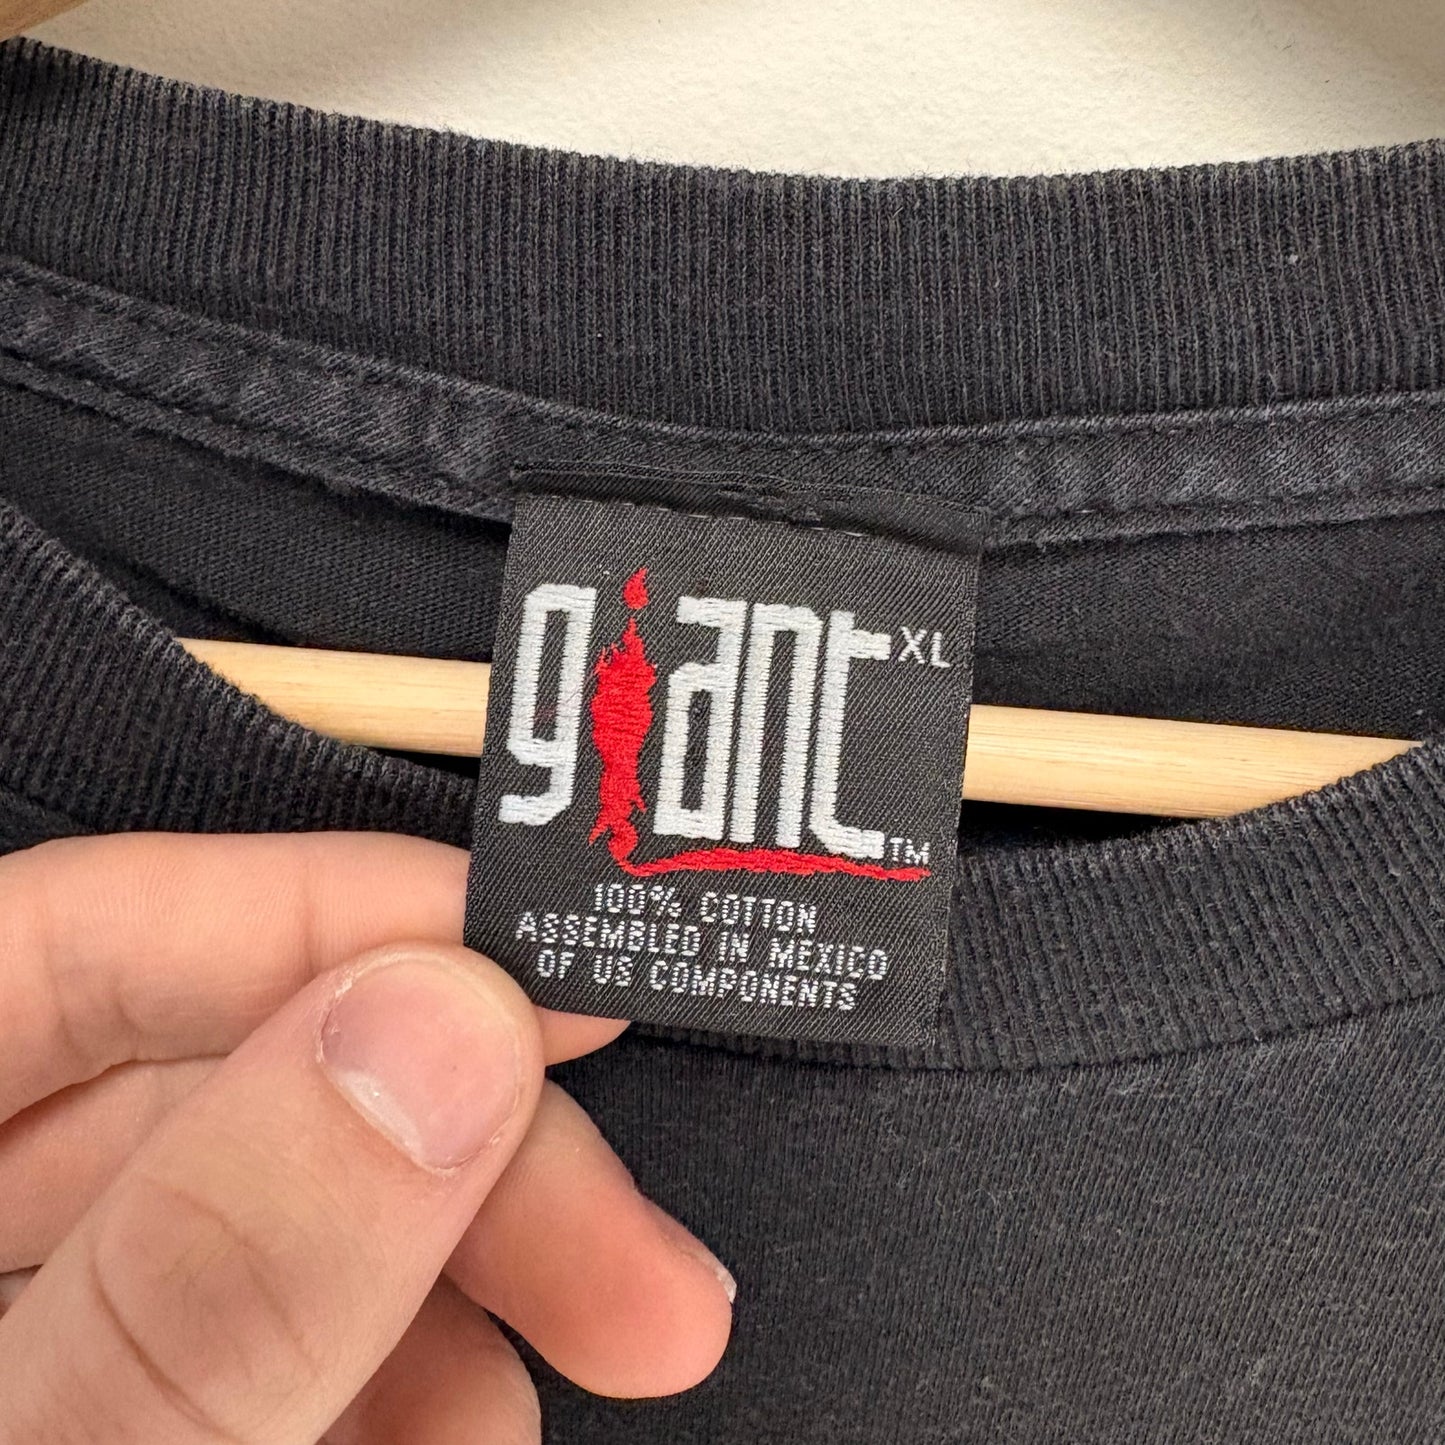 giant XL
TM
100% COTTON
ASSEMBLED IN MEXICO
OF US COMPONENTS